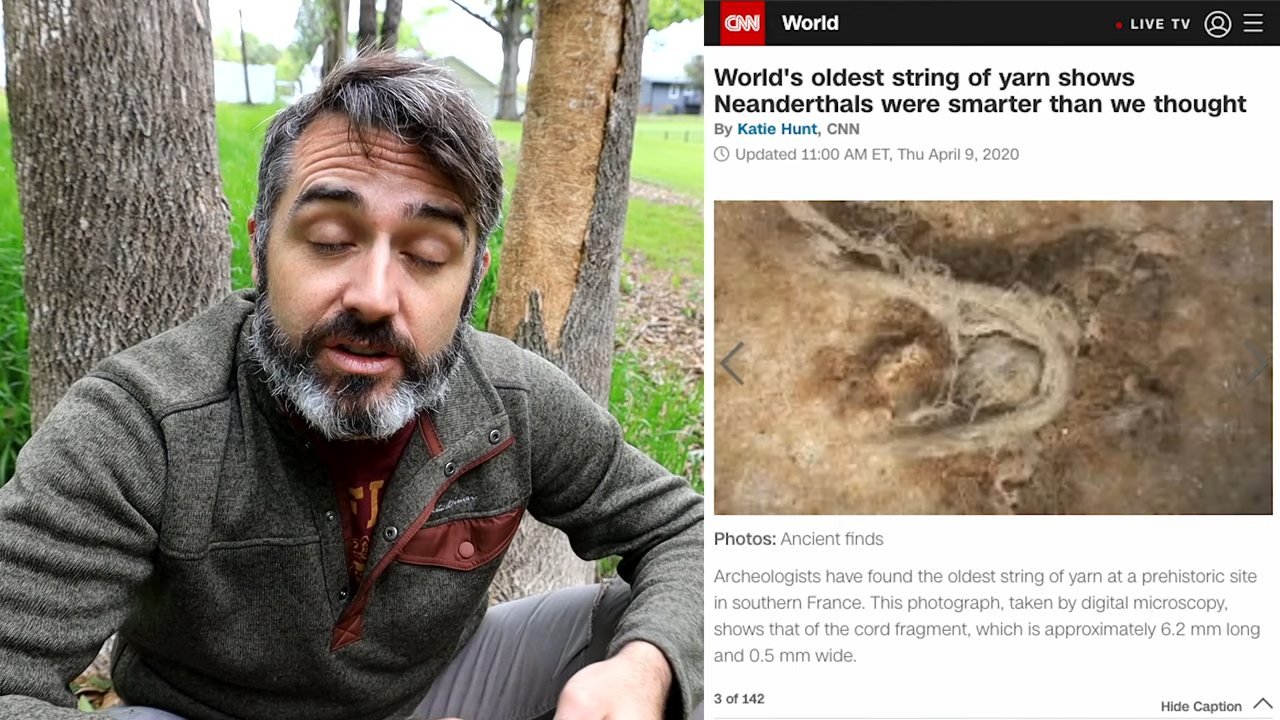 CNN World
LIVE TV
World's oldest string of yarn shows
Neanderthals were smarter than we thought
By Katie Hunt, CNN
Updated 11:00 AM ET, Thu April 9, 2020
Photos: Ancient finds
Archeologists have found the oldest string of yarn at a prehistoric site
in southern France. This photograph, taken by digital microscopy,
shows that of the cord fragment, which is approximately 6.2 mm long
and 0.5 mm wide.
3 of 142
Hide Caption